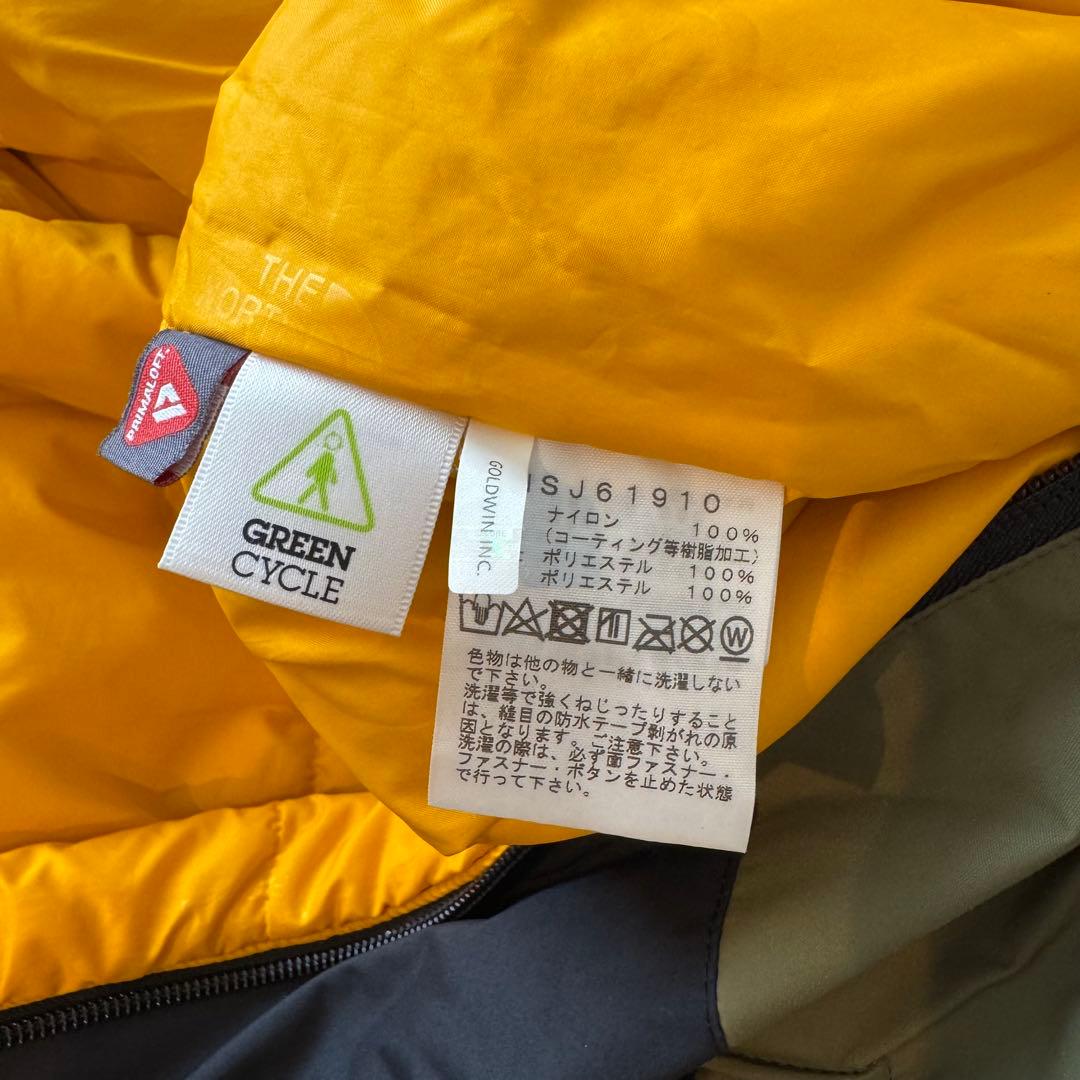 THE
NORT
PRIMALOFT
GREEN
CYCLE
GOLDWIN INC.
SJ61910
ナイロン 100%
(コーティング等樹脂加工)
ポリエステル 100%
ポリエステル 100%
W
色物は他の物と一緒に洗濯しない
で下さい。
洗濯等で強くねじったりすること
は、縫目の防水テープ剥がれの原
因となります。ご注意下さい。
洗濯の際は、必ず面ファスナー・
ファスナー・ボタンを止めた状態
で行って下さい。